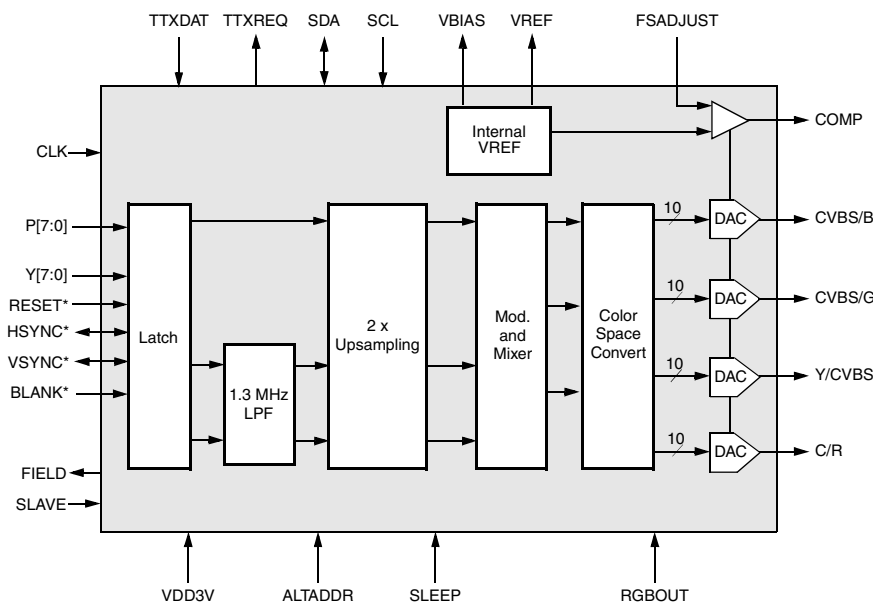 TTXDAT TTXREQ SDA SCL VBIAS VREF FSADJUST
Internal
VREF
COMP
CLK
P[7:0]
Y[7:0]
RESET*
HSYNC*
VSYNC*
BLANK*
FIELD
SLAVE
Latch
1.3 MHz
LPF
2 x
Upsampling
Mod.
and
Mixer
Color
Space
Convert
10
DAC
CVBS/B
10
DAC
CVBS/G
10
DAC
Y/CVBS
10
DAC
C/R
VDD3V ALTADDR SLEEP RGBOUT